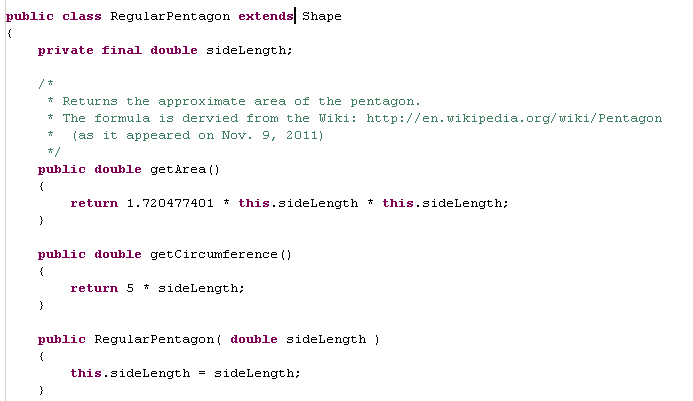 public class RegularPentagon extends Shape
{
private final double sideLength;
/*
* Returns the approximate area of the pentagon.
* The formula is dervied from the Wiki: http://en.wikipedia.org/wiki/Pentagon
*  (as it appeared on Nov. 9, 2011)
*/
public double getArea()
{
return 1.720477401 * this.sideLength * this.sideLength;
}
public double getCircumference()
{
return 5 * sideLength;
}
public RegularPentagon( double sideLength )
{
this.sideLength = sideLength;
}